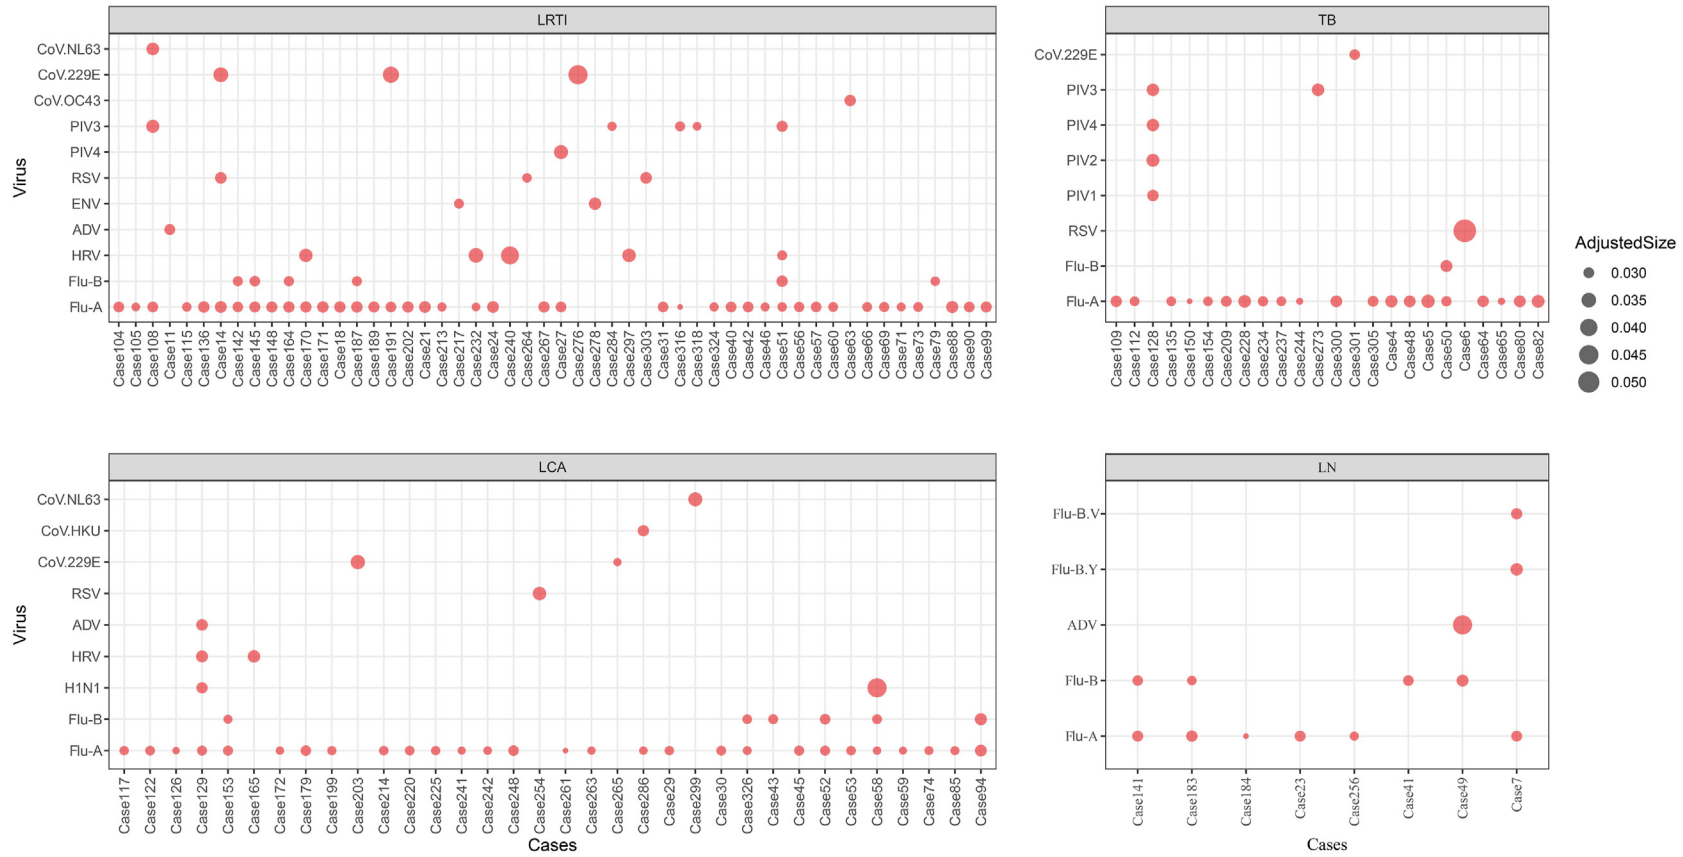 LRTI
Virus
CoV.NL63
CoV.229E
CoV.OC43
PIV3
PIV4
RSV
ENV
ADV
HRV
Flu-B
Flu-A
Case104
Case105
Case108
Case11
Case115
Case136
Case14
Case142
Case145
Case148
Case164
Case170
Case171
Case18
Case187
Case189
Case191
Case202
Case21
Case213
Case217
Case232
Case24
Case240
Case264
Case267
Case27
Case276
Case278
Case284
Case297
Case303
Case31
Case316
Case318
Case324
Case40
Case42
Case46
Case51
Case56
Case57
Case60
Case63
Case66
Case69
Case71
Case73
Case79
Case88
Case90
Case99
TB
CoV.229E
PIV3
PIV4
PIV2
PIV1
RSV
Flu-B
Flu-A
Case109
Case112
Case128
Case135
Case150
Case154
Case209
Case228
Case234
Case237
Case244
Case273
Case300
Case301
Case305
Case4
Case48
Case5
Case50
Case6
Case64
Case65
Case80
Case82
AdjustedSize
0.030
0.035
0.040
0.045
0.050
LCA
Virus
CoV.NL63
CoV.HKU
CoV.229E
RSV
ADV
HRV
H1N1
Flu-B
Flu-A
Case117
Case122
Case126
Case129
Case153
Case165
Case172
Case179
Case199
Case203
Case214
Case220
Case225
Case241
Case242
Case248
Case254
Case261
Case263
Case265
Case286
Case29
Case299
Case30
Case326
Case43
Case45
Case52
Case53
Case58
Case59
Case74
Case85
Case94
Cases
LN
Flu-B.V
Flu-B.Y
ADV
Flu-B
Flu-A
Case141
Case183
Case184
Case23
Case256
Case41
Case49
Case7
Cases